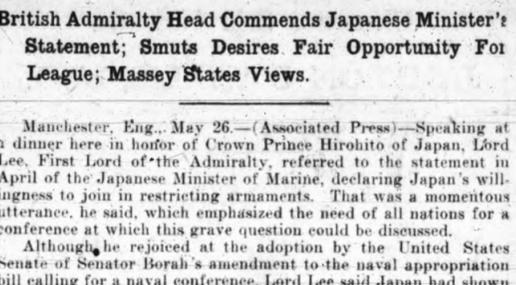 British Admiralty Head Commends Japanese Minister's
Statement; Smuts Desires Fair Opportunity For
League; Massey States Views.
Manchester, Eng., May 26.—(Associated Press)—Speaking at
a dinner here in honor of Crown Prince Hirohito of Japan, Lord
Lee, First Lord of the Admiralty, referred to the statement in
April of the Japanese Minister of Marine, declaring Japan's will-
ingness to join in restricting armaments. That was a momentous
utterance, he said, which emphasized the need of all nations for a
conference at which this grave question could be discussed.
Although he rejoiced at the adoption by the United States
Senate of Senator Borah's amendment to the naval appropriation
bill calling for a naval conference, Lord Lee said Japan had shown